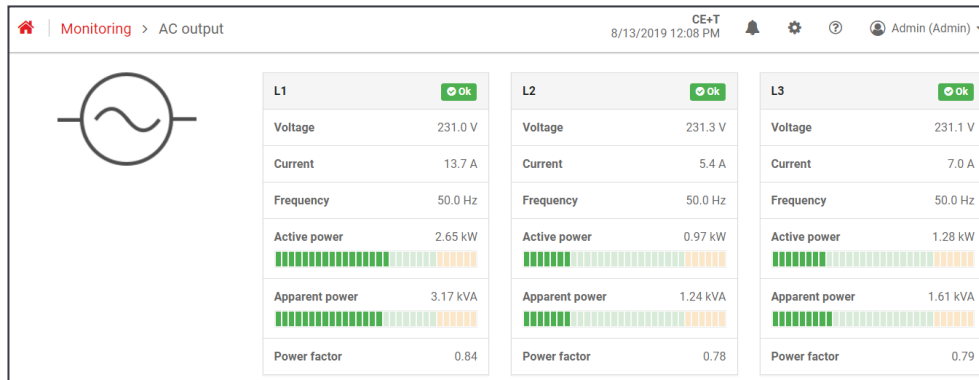 Monitoring > AC output
CE+T
8/13/2019 12:08 PM
Admin (Admin)
L1 Ok
Voltage 231.0 V
Current 13.7 A
Frequency 50.0 Hz
Active power 2.65 kW
Apparent power 3.17 kVA
Power factor 0.84
L2 Ok
Voltage 231.3 V
Current 5.4 A
Frequency 50.0 Hz
Active power 0.97 kW
Apparent power 1.24 kVA
Power factor 0.78
L3 Ok
Voltage 231.1 V
Current 7.0 A
Frequency 50.0 Hz
Active power 1.28 kW
Apparent power 1.61 kVA
Power factor 0.79